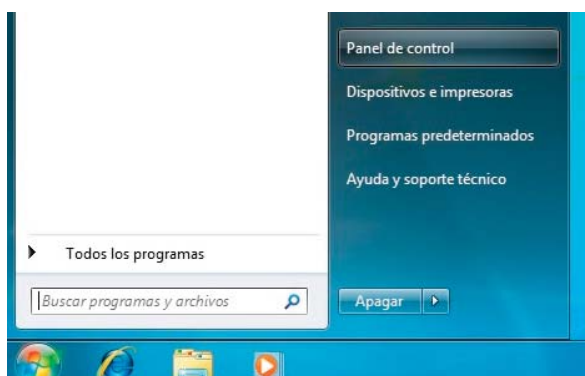 Panel de control
Dispositivos e impresoras
Programas predeterminados
Ayuda y soporte técnico
Todos los programas
Buscar programas y archivos
Apagar